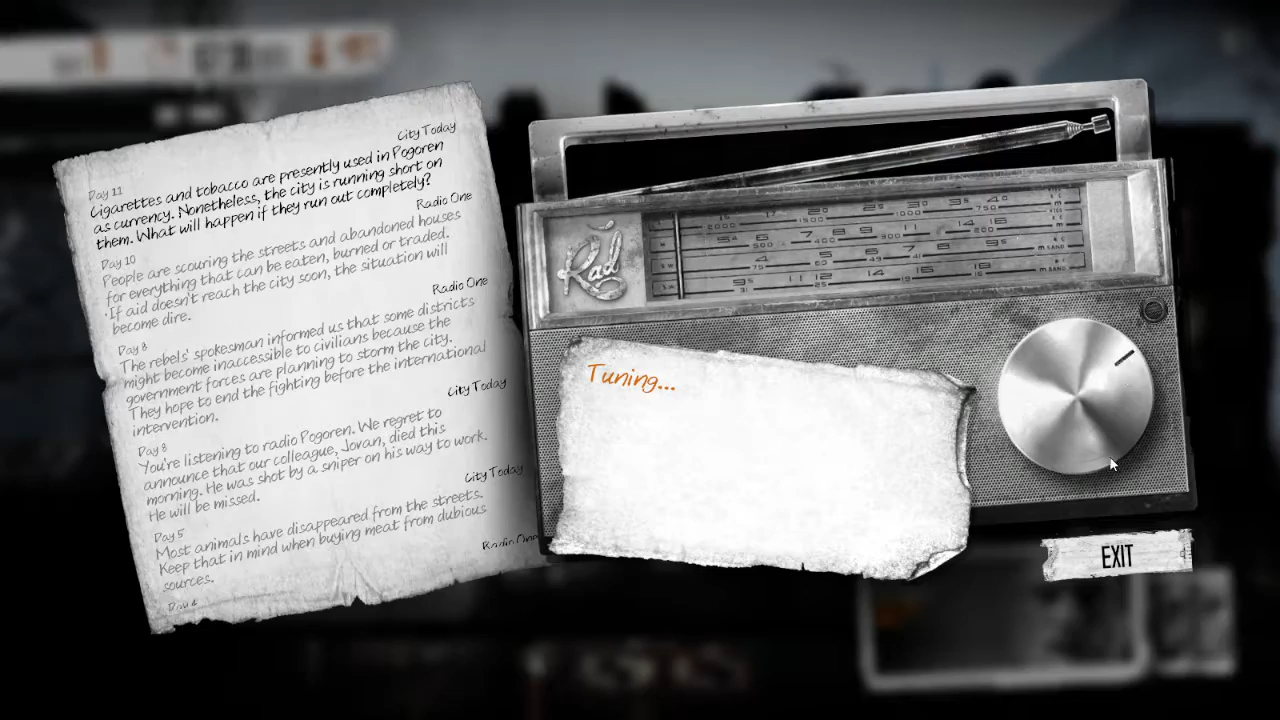 City Today
Day 11
Cigarettes and tobacco are presently used in Pogoren
as currency. Nonetheless, the city is running short on
them. What will happen if they run out completely?
Radio One
Day 10
People are scouring the streets and abandoned houses
for everything that can be eaten, burned or traded.
If aid doesn't reach the city soon, the situation will
become dire.
Radio One
Day 8
The rebels' spokesman informed us that some districts
might become inaccessible to civilians because the
government forces are planning to storm the city.
They hope to end the fighting before the international
intervention.
City Today
Day 8
You're listening to radio Pogoren. We regret to
announce that our colleague, Jovan, died this
morning. He was shot by a sniper on his way to work.
He will be missed.
City Today
Day 5
Most animals have disappeared from the streets.
Keep that in mind when buying meat from dubious
sources.
Radio One
Day 4
Rad
Tuning...
EXIT